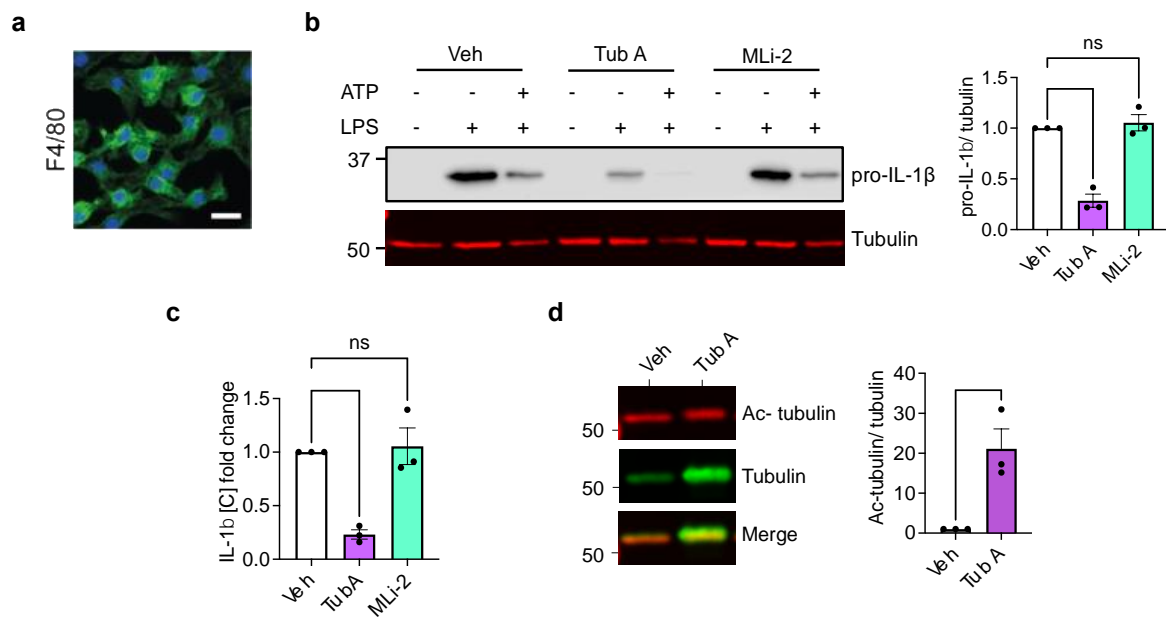 a
F4/80
b
Veh Tub A MLi-2
ATP - - + - - + - - +
LPS - + + - + + - + +
37
pro-IL-1β
50
Tubulin
ns
1.5
1.0
0.5
0.0
pro-IL-1b/ tubulin
Veh
Tub A
MLi-2
c
ns
1.5
1.0
0.5
0.0
IL-1b [C] fold change
Veh
TubA
MLi-2
d
Veh
Tub A
50
Ac- tubulin
50
Tubulin
50
Merge
40
30
20
10
0
Ac-tubulin/ tubulin
Veh
Tub A